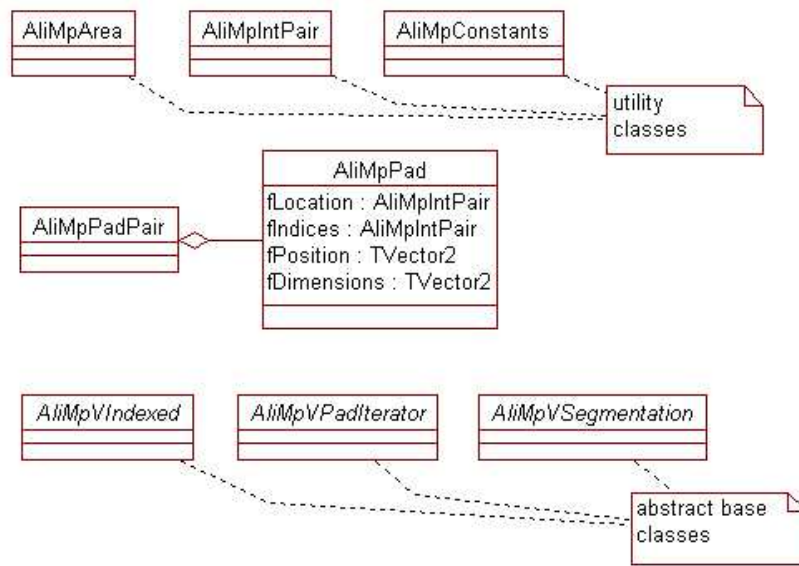 AliMpArea
AliMpIntPair
AliMpConstants
utility
classes
AliMpPad
AliMpPadPair
fLocation : AliMpIntPair
fIndices : AliMpIntPair
fPosition : TVector2
fDimensions : TVector2
AliMpVIndexed
AliMpVPadIterator
AliMpVSegmentation
abstract base
classes